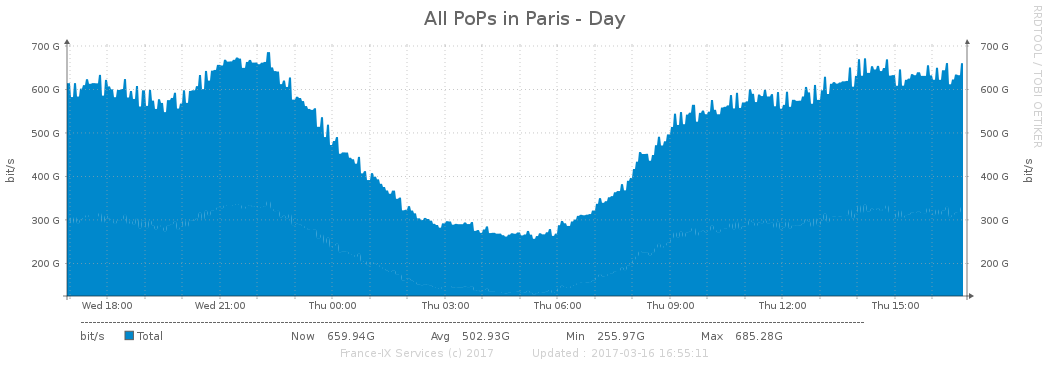 All PoPs in Paris - Day
RRDTOOL / TOBI OETIKER
700 G 700 G
600 G 600 G
500 G 500 G
400 G 400 G
300 G 300 G
200 G 200 G
bit/s bit/s
Wed 18:00 Wed 21:00 Thu 00:00 Thu 03:00 Thu 06:00 Thu 09:00 Thu 12:00 Thu 15:00
bit/s Total Now 659.94G Avg 502.93G Min 255.97G Max 685.28G
France-IX Services (c) 2017 Updated : 2017-03-16 16:55:11